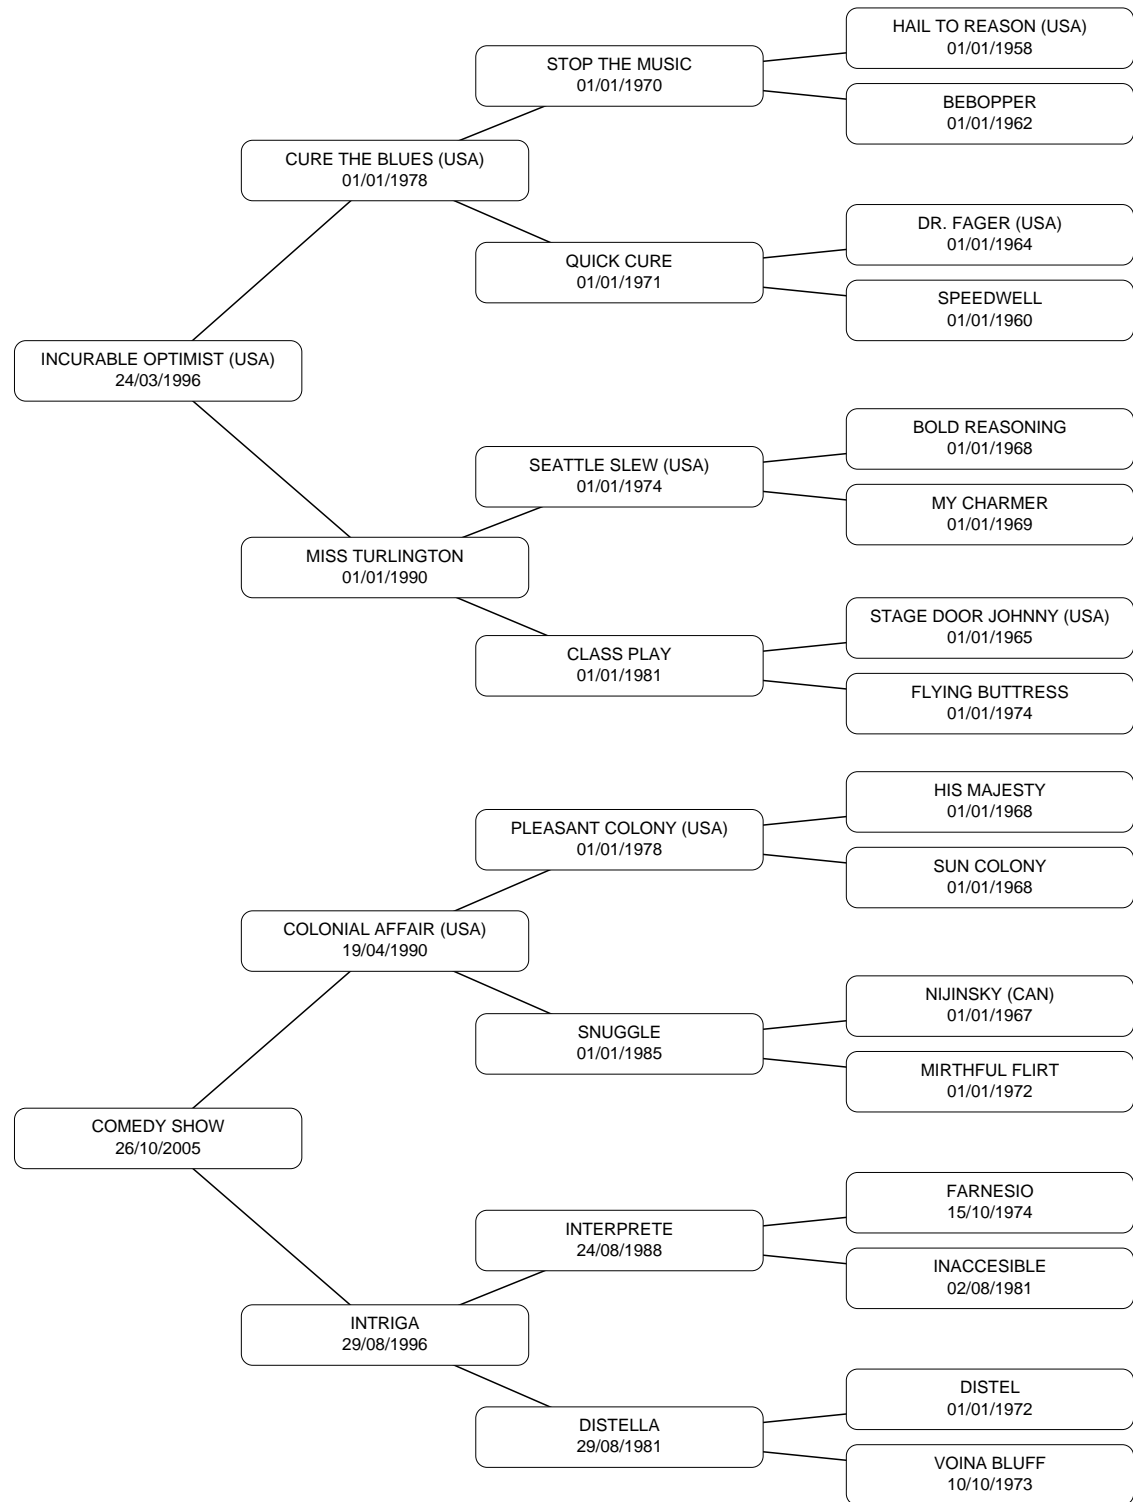 HAIL TO REASON (USA)
01/01/1958
STOP THE MUSIC
01/01/1970
BEBOPPER
01/01/1962
CURE THE BLUES (USA)
01/01/1978
DR. FAGER (USA)
01/01/1964
QUICK CURE
01/01/1971
SPEEDWELL
01/01/1960
INCURABLE OPTIMIST (USA)
24/03/1996
BOLD REASONING
01/01/1968
SEATTLE SLEW (USA)
01/01/1974
MY CHARMER
01/01/1969
MISS TURLINGTON
01/01/1990
STAGE DOOR JOHNNY (USA)
01/01/1965
CLASS PLAY
01/01/1981
FLYING BUTTRESS
01/01/1974
HIS MAJESTY
01/01/1968
PLEASANT COLONY (USA)
01/01/1978
SUN COLONY
01/01/1968
COLONIAL AFFAIR (USA)
19/04/1990
NIJINSKY (CAN)
01/01/1967
SNUGGLE
01/01/1985
MIRTHFUL FLIRT
01/01/1972
COMEDY SHOW
26/10/2005
FARNESIO
15/10/1974
INTERPRETE
24/08/1988
INACCESIBLE
02/08/1981
INTRIGA
29/08/1996
DISTEL
01/01/1972
DISTELLA
29/08/1981
VOINA BLUFF
10/10/1973